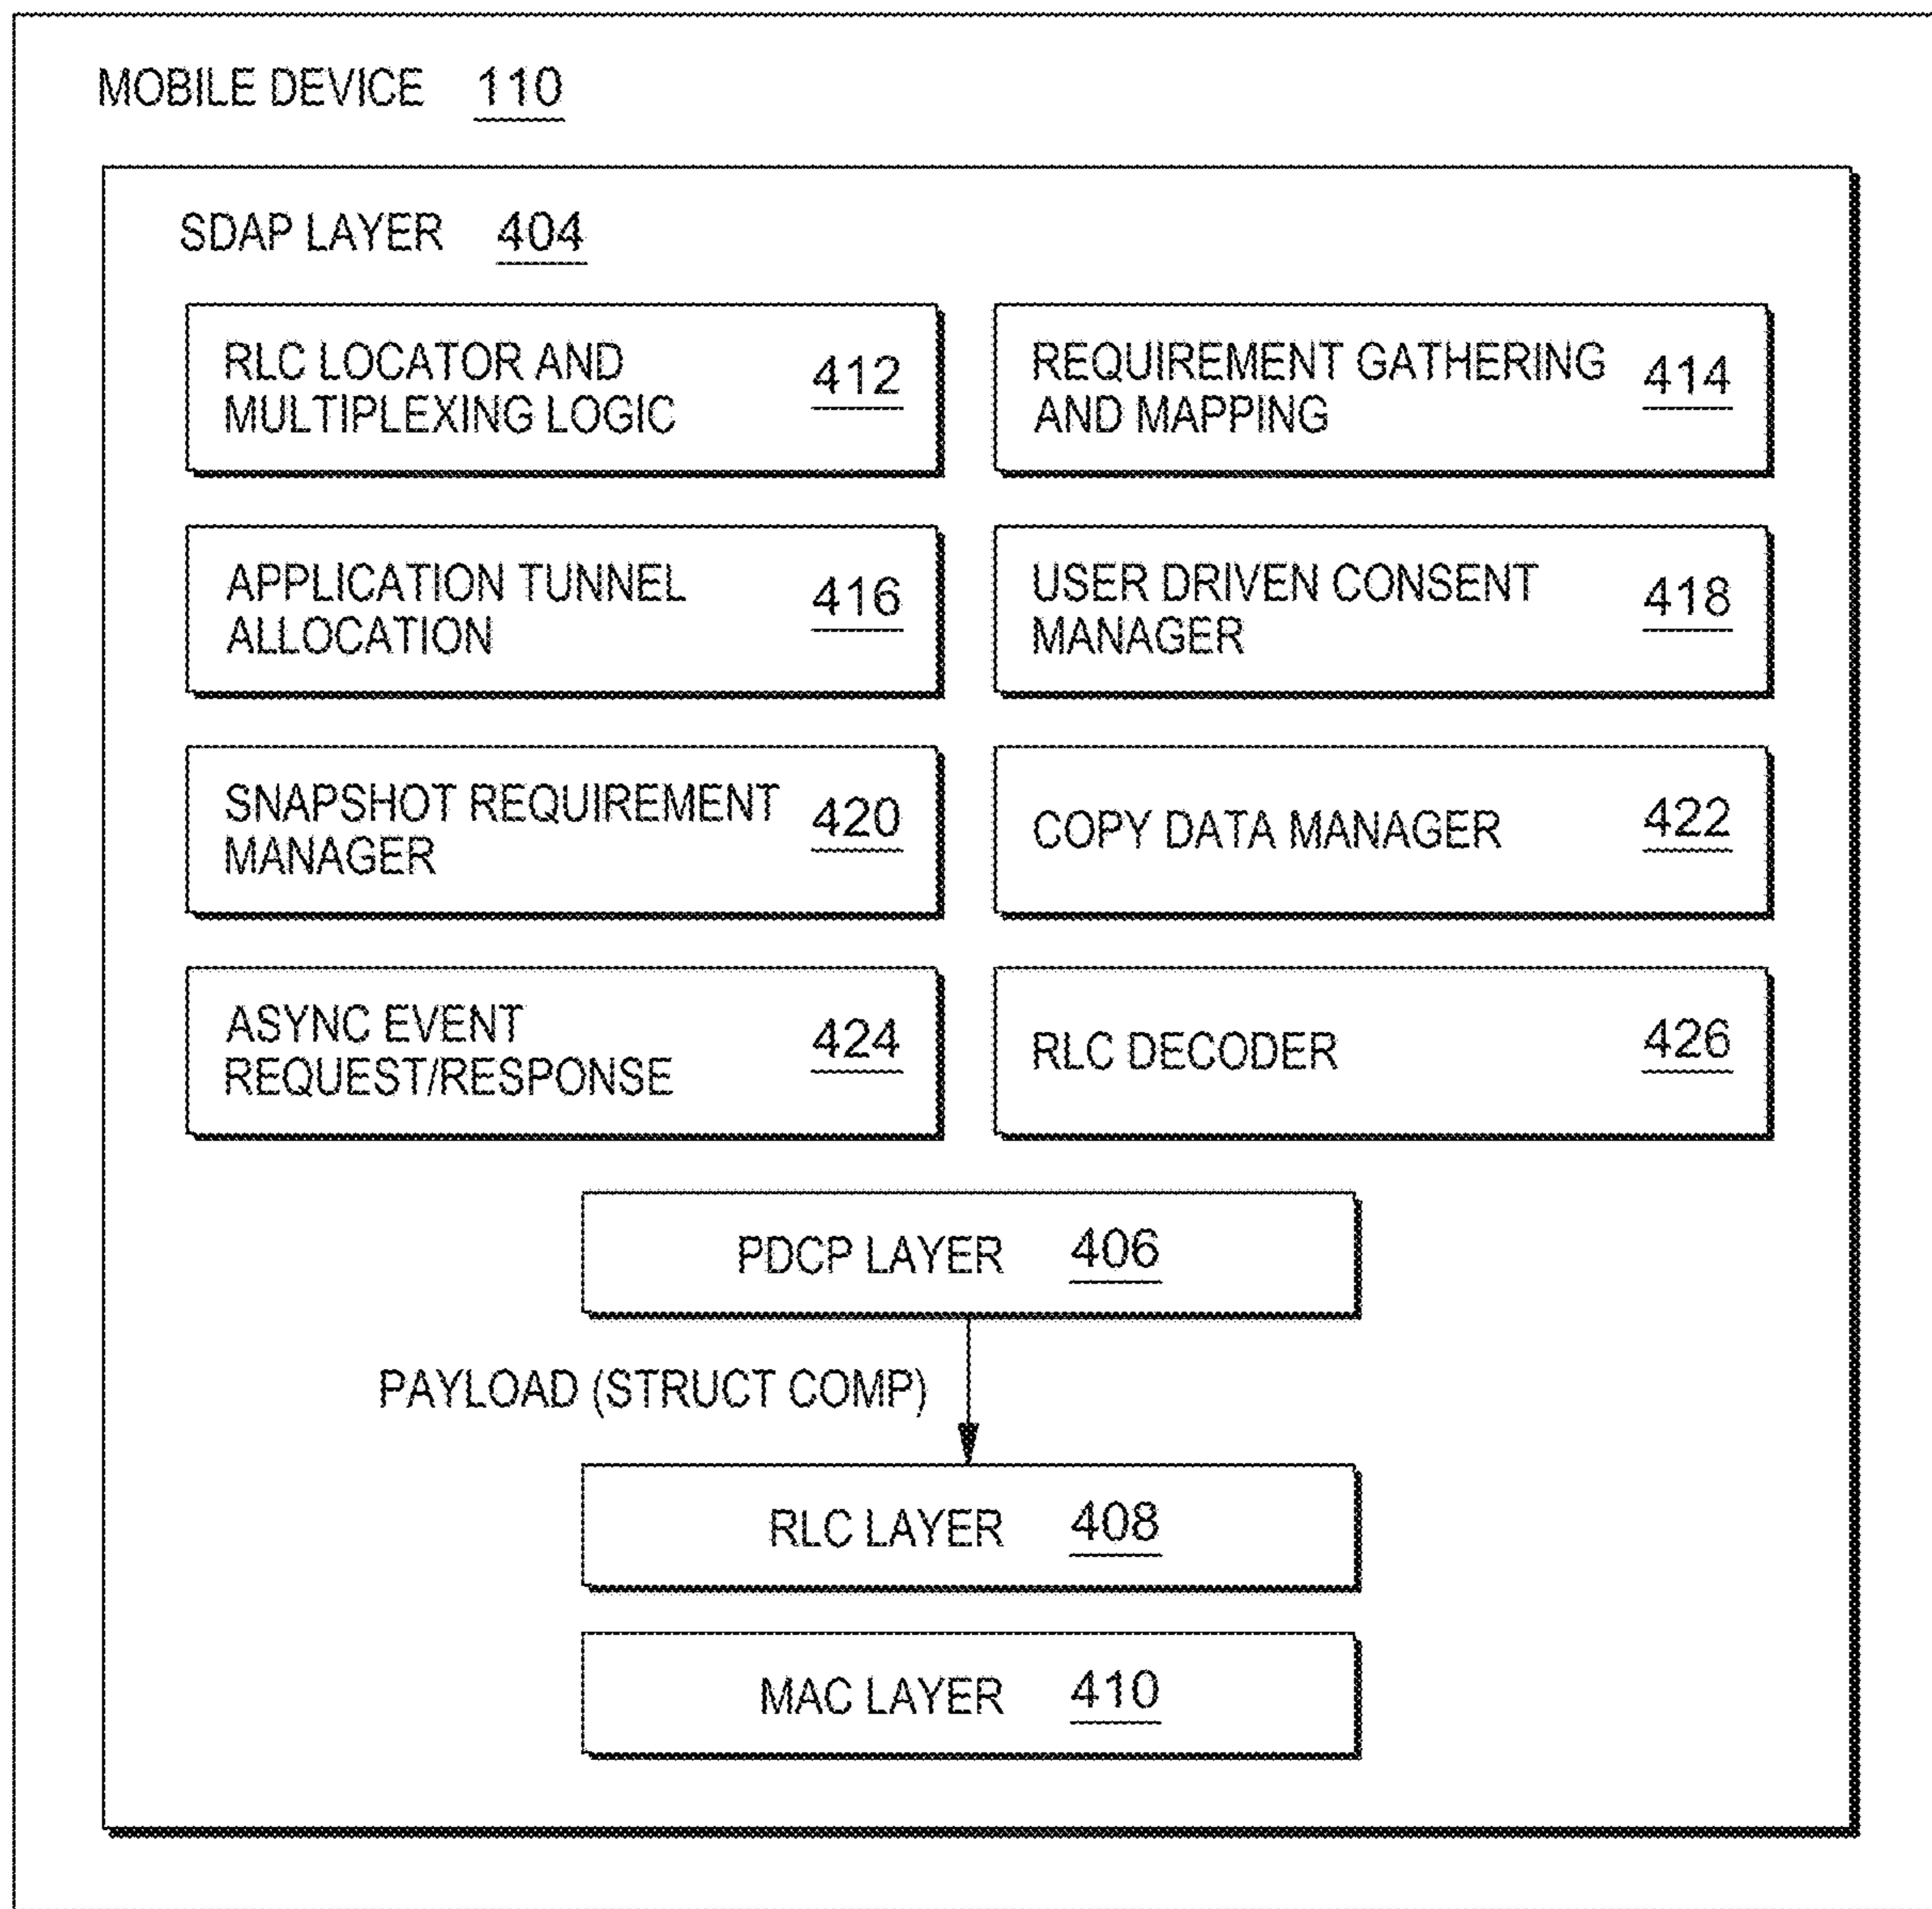 MOBILE DEVICE 110
SDAP LAYER 404
RLC LOCATOR AND
MULTIPLEXING LOGIC 412
REQUIREMENT GATHERING
AND MAPPING 414
APPLICATION TUNNEL
ALLOCATION 416
USER DRIVEN CONSENT
MANAGER 418
SNAPSHOT REQUIREMENT
MANAGER 420
COPY DATA MANAGER 422
ASYNC EVENT
REQUEST/RESPONSE 424
RLC DECODER 426
PDCP LAYER 406
PAYLOAD (STRUCT COMP)
RLC LAYER 408
MAC LAYER 410